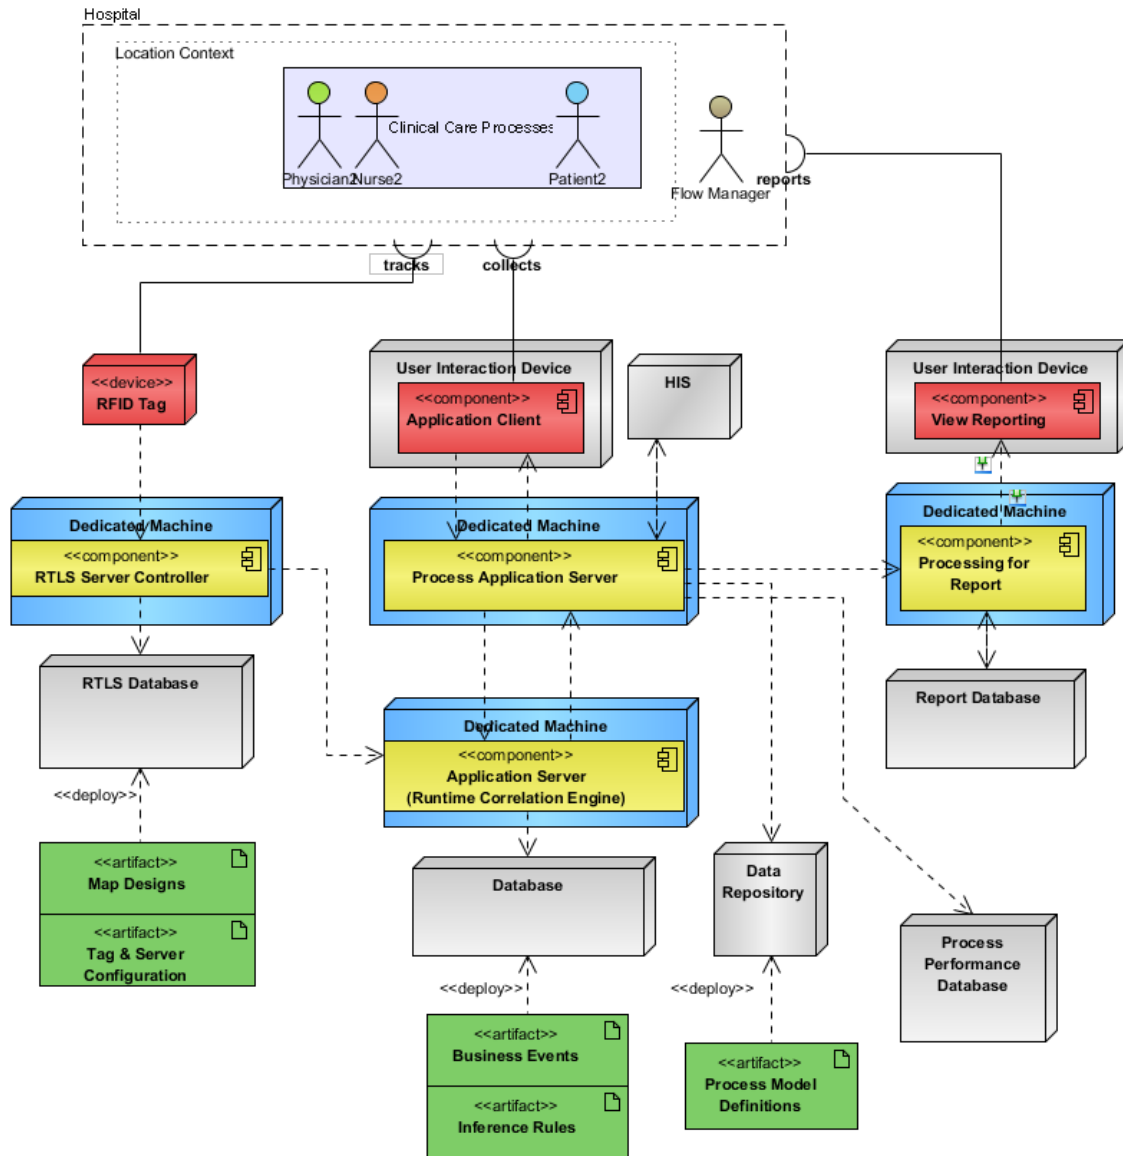 Hospital
Location Context
Clinical Care Processes
Physician2
Nurse2
Patient2
Flow Manager
reports
tracks
collects
<<device>>
RFID Tag
User Interaction Device
<<component>>
Application Client
HIS
User Interaction Device
<<component>>
View Reporting
Dedicated Machine
<<component>>
RTLS Server Controller
Dedicated Machine
<<component>>
Process Application Server
Dedicated Machine
<<component>>
Processing for
Report
RTLS Database
Report Database
Dedicated Machine
<<component>>
Application Server
(Runtime Correlation Engine)
<<deploy>>
<<artifact>>
Map Designs
<<artifact>>
Tag & Server
Configuration
Database
Data
Repository
Process
Performance
Database
<<deploy>>
<<deploy>>
<<artifact>>
Business Events
<<artifact>>
Inference Rules
<<artifact>>
Process Model
Definitions